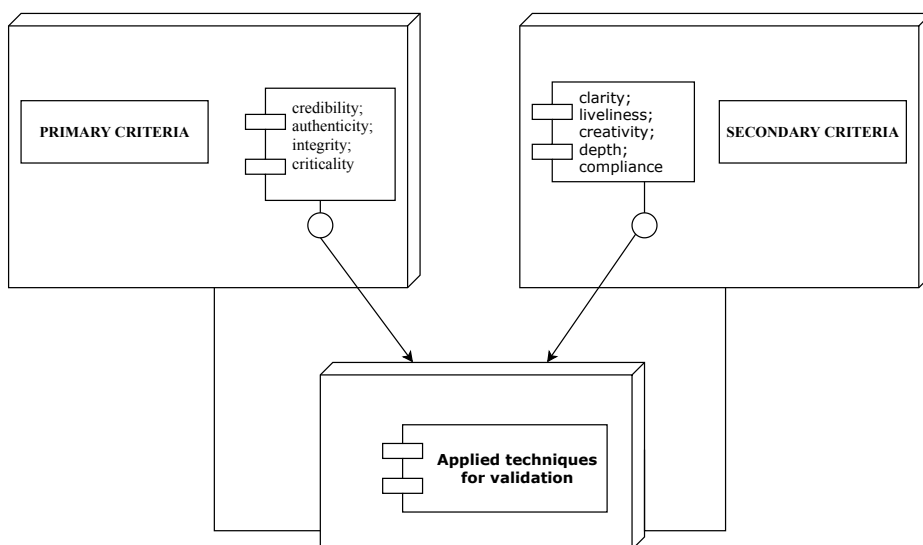 PRIMARY CRITERIA
credibility;
authenticity;
integrity;
criticality
clarity;
liveliness;
creativity;
depth;
compliance
SECONDARY CRITERIA
Applied techniques
for validation